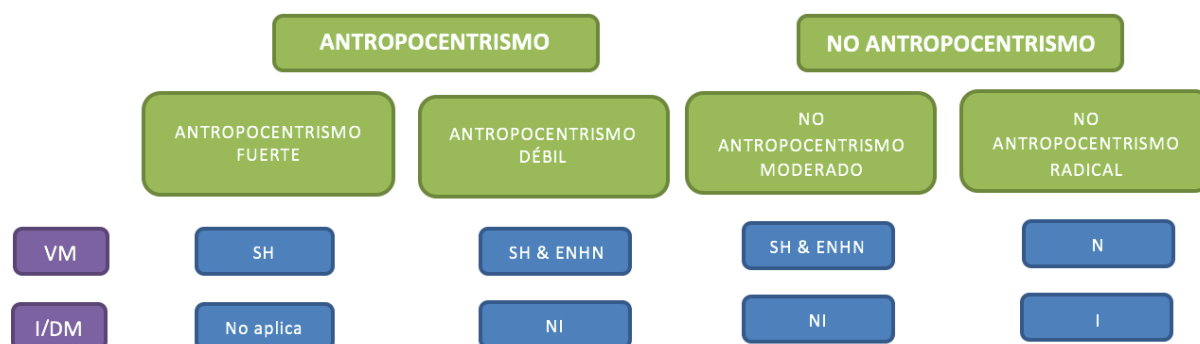 ANTROPOCENTRISMO
NO ANTROPOCENTRISMO
ANTROPOCENTRISMO
FUERTE
ANTROPOCENTRISMO
DÉBIL
NO
ANTROPOCENTRISMO
MODERADO
NO
ANTROPOCENTRISMO
RADICAL
VM
SH
SH & ENHN
SH & ENHN
N
I/DM
No aplica
NI
NI
I